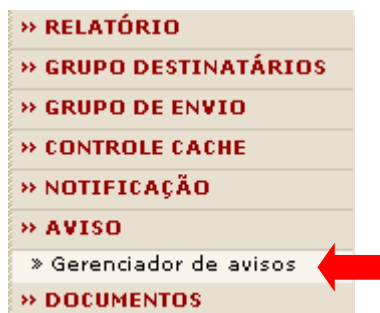 » RELATÓRIO
» GRUPO DESTINATÁRIOS
» GRUPO DE ENVIO
» CONTROLE CACHE
» NOTIFICAÇÃO
» AVISO
» Gerenciador de avisos
» DOCUMENTOS